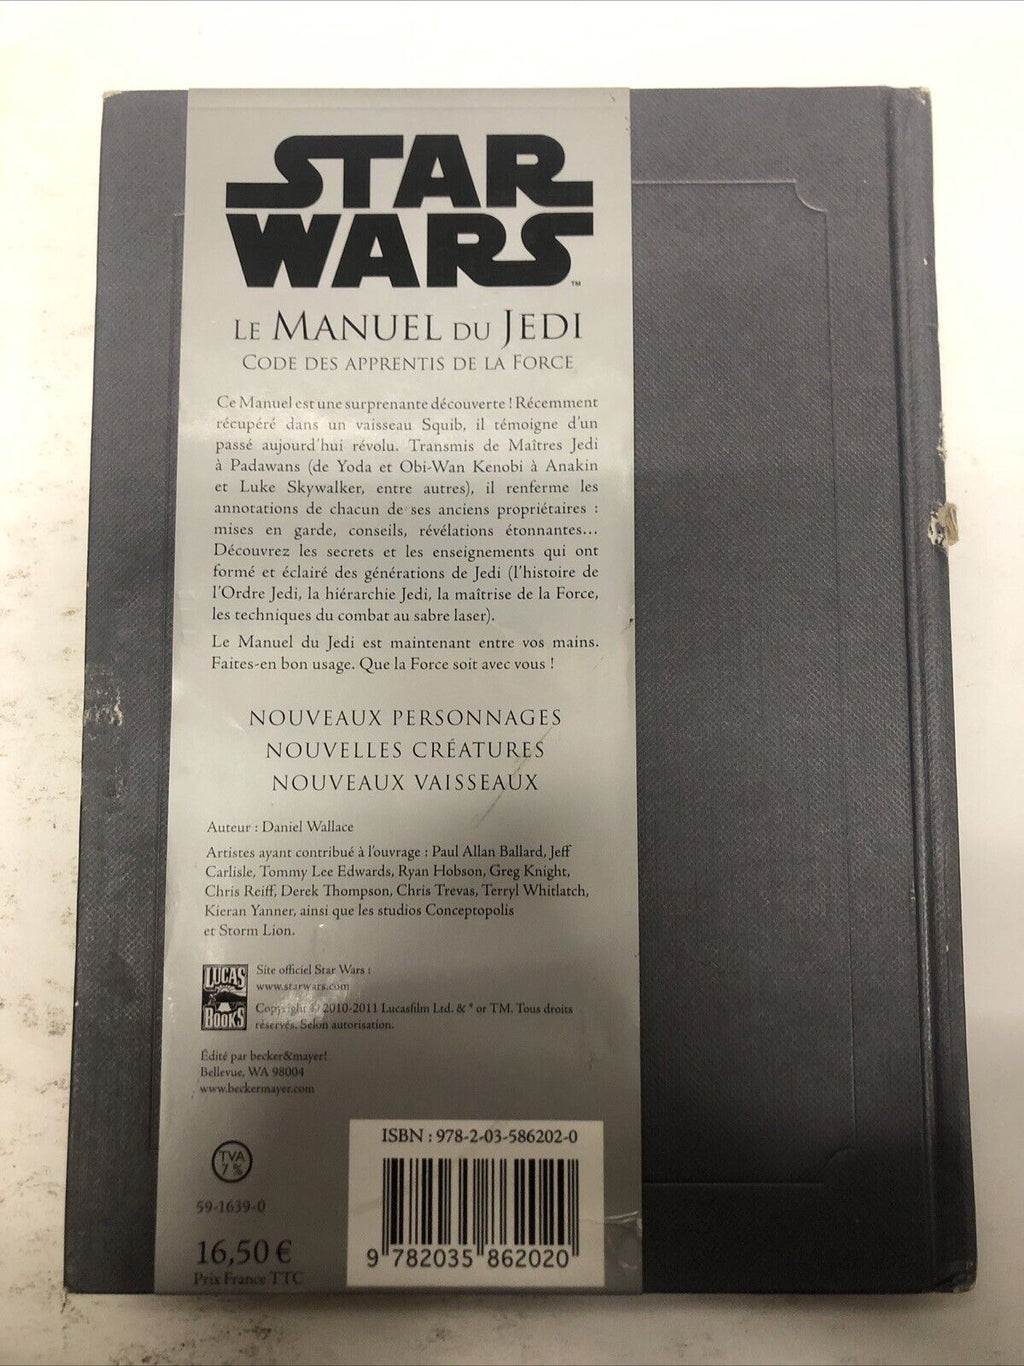 STAR
WARS
™
LE MANUEL DU JEDI
CODE DES APPRENTIS DE LA FORCE
Ce Manuel est une surprenante découverte ! Récemment
récupéré dans un vaisseau Squib, il témoigne d'un
passé aujourd'hui révolu. Transmis de Maîtres Jedi
à Padawans (de Yoda et Obi-Wan Kenobi à Anakin
et Luke Skywalker, entre autres), il renferme les
annotations de chacun de ses anciens propriétaires :
mises en garde, conseils, révélations étonnantes...
Découvrez les secrets et les enseignements qui ont
formé et éclairé des générations de Jedi (l'histoire de
l'Ordre Jedi, la hiérarchie Jedi, la maîtrise de la Force,
les techniques du combat au sabre laser).
Le Manuel du Jedi est maintenant entre vos mains.
Faites-en bon usage. Que la Force soit avec vous !
NOUVEAUX PERSONNAGES
NOUVELLES CRÉATURES
NOUVEAUX VAISSEAUX
Auteur : Daniel Wallace
Artistes ayant contribué à l'ouvrage : Paul Allan Ballard, Jeff
Carlisle, Tommy Lee Edwards, Ryan Hobson, Greg Knight,
Chris Reiff, Derek Thompson, Chris Trevas, Terryl Whitlatch,
Kieran Yanner, ainsi que les studios Conceptopolis
et Storm Lion.
LUCAS
BOOKS
Site officiel Star Wars :
www.starwars.com
Copyright © 2010-2011 Lucasfilm Ltd. & ® or TM. Tous droits
réservés. Selon autorisation.
Édité par becker&mayer!
Bellevue, WA 98004
www.beckermayer.com
TVA
7 %
59-1639-0
16,50 €
Prix France TTC
ISBN : 978-2-03-586202-0
9 782035 862020